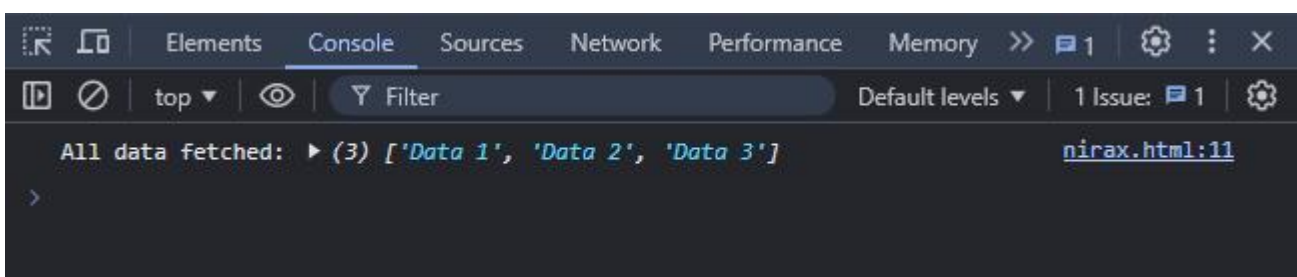 Elements Console Sources Network Performance Memory 1
top Filter Default levels 1 Issue: 1
All data fetched: (3) ['Data 1', 'Data 2', 'Data 3'] nirax.html:11